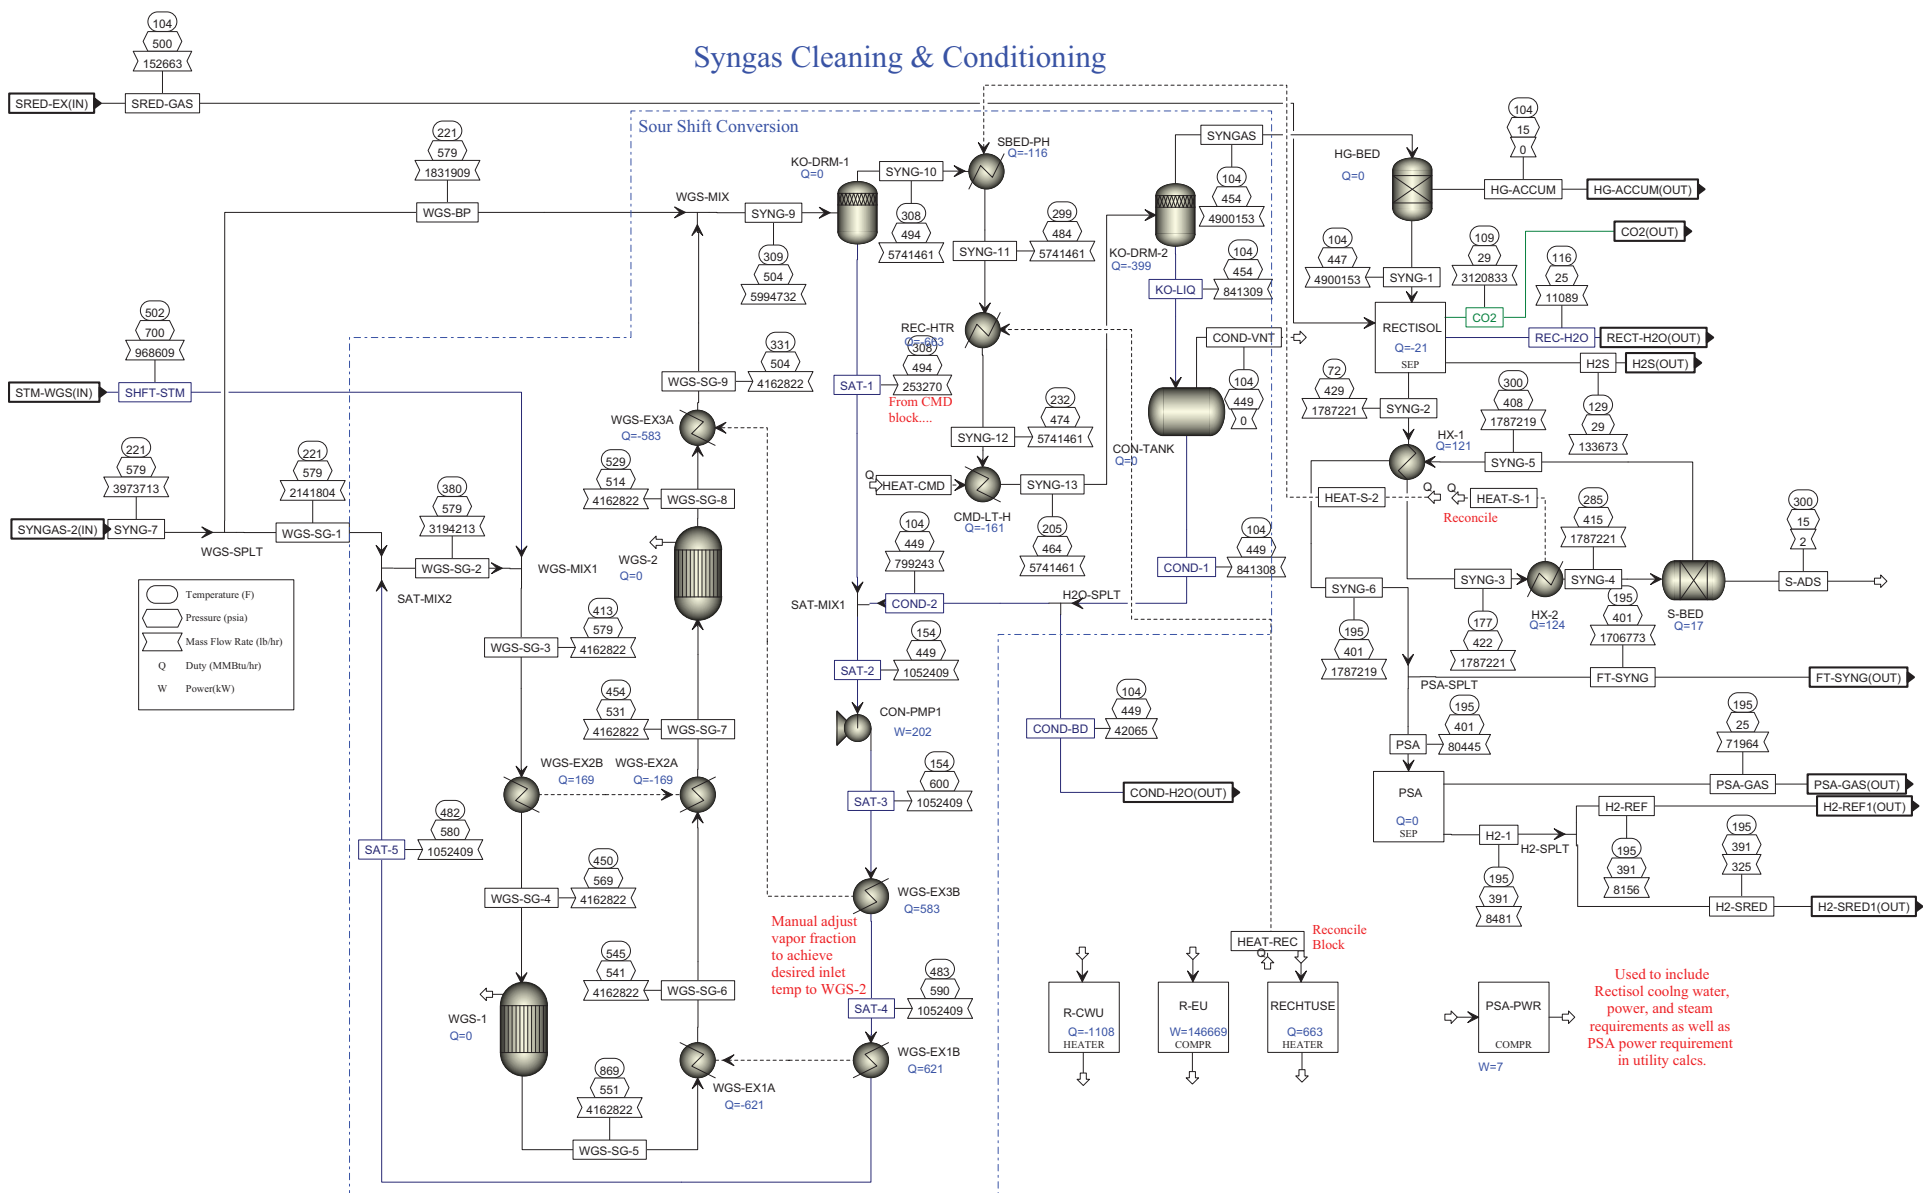 Syngas Cleaning & Conditioning
104
500
152663
SRED-EX(IN)
SRED-GAS
Sour Shift Conversion
221
579
1831909
WGS-BP
WGS-MIX
SYNG-9
309
504
5994732
KO-DRM-1
Q=0
SYNG-10
308
494
5741461
SBED-PH
Q=-116
299
484
5741461
SYNG-11
SYNGAS
104
454
4900153
KO-DRM-2
Q=-399
104
454
841309
KO-LIQ
HG-BED
Q=0
104
15
0
HG-ACCUM
HG-ACCUM(OUT)
CO2(OUT)
104
447
4900153
SYNG-1
109
29
3120833
CO2
116
25
11089
RECTISOL
Q=-21
SEP
REC-H2O
RECT-H2O(OUT)
H2S
H2S(OUT)
129
29
133673
72
429
1787221
SYNG-2
300
408
1787219
HX-1
Q=121
SYNG-5
502
700
968609
STM-WGS(IN)
SHFT-STM
331
504
4162822
WGS-SG-9
WGS-EX3A
Q=-583
REC-HTR
Q=-663
308
494
253270
SAT-1
From CMD
block....
232
474
5741461
SYNG-12
COND-VNT
104
449
0
CON-TANK
Q=0
Q
HEAT-CMD
SYNG-13
CMD-LT-H
Q=-161
205
464
5741461
HEAT-S-2
Q
Q
HEAT-S-1
Reconcile
285
415
1787221
300
15
2
S-ADS
SYNG-3
SYNG-4
HX-2
Q=124
S-BED
Q=17
177
422
1787221
195
401
1706773
SYNG-6
195
401
1787219
221
579
3973713
SYNGAS-2(IN)
SYNG-7
WGS-SPLT
221
579
2141804
WGS-SG-1
380
579
3194213
WGS-SG-2
WGS-MIX1
SAT-MIX2
529
514
4162822
WGS-SG-8
WGS-2
Q=0
Temperature (F)
Pressure (psia)
Mass Flow Rate (lb/hr)
Q Duty (MMBtu/hr)
W Power(kW)
413
579
4162822
WGS-SG-3
454
531
4162822
WGS-SG-7
104
449
799243
SAT-MIX1
COND-2
H2O-SPLT
COND-1
104
449
841308
154
449
1052409
SAT-2
CON-PMP1
W=202
COND-BD
104
449
42065
COND-H2O(OUT)
154
600
1052409
SAT-3
PSA-SPLT
FT-SYNG
FT-SYNG(OUT)
195
401
80445
PSA
195
25
71964
PSA-GAS
PSA-GAS(OUT)
PSA
Q=0
SEP
H2-REF
H2-REF1(OUT)
H2-1
H2-SPLT
195
391
8481
195
391
8156
195
391
325
H2-SRED
H2-SRED1(OUT)
WGS-EX2B
Q=169
WGS-EX2A
Q=-169
482
580
1052409
SAT-5
450
569
4162822
WGS-SG-4
WGS-EX3B
Q=583
Manual adjust
vapor fraction
to achieve
desired inlet
temp to WGS-2
545
541
4162822
WGS-SG-6
483
590
1052409
SAT-4
WGS-1
Q=0
WGS-EX1B
Q=621
WGS-EX1A
Q=-621
869
551
4162822
WGS-SG-5
HEAT-REC
Q
Reconcile
Block
R-CWU
Q=-1108
HEATER
R-EU
W=146669
COMPR
RECHTUSE
Q=663
HEATER
PSA-PWR
COMPR
W=7
Used to include
Rectisol coolng water,
power, and steam
requirements as well as
PSA power requirement
in utility calcs.